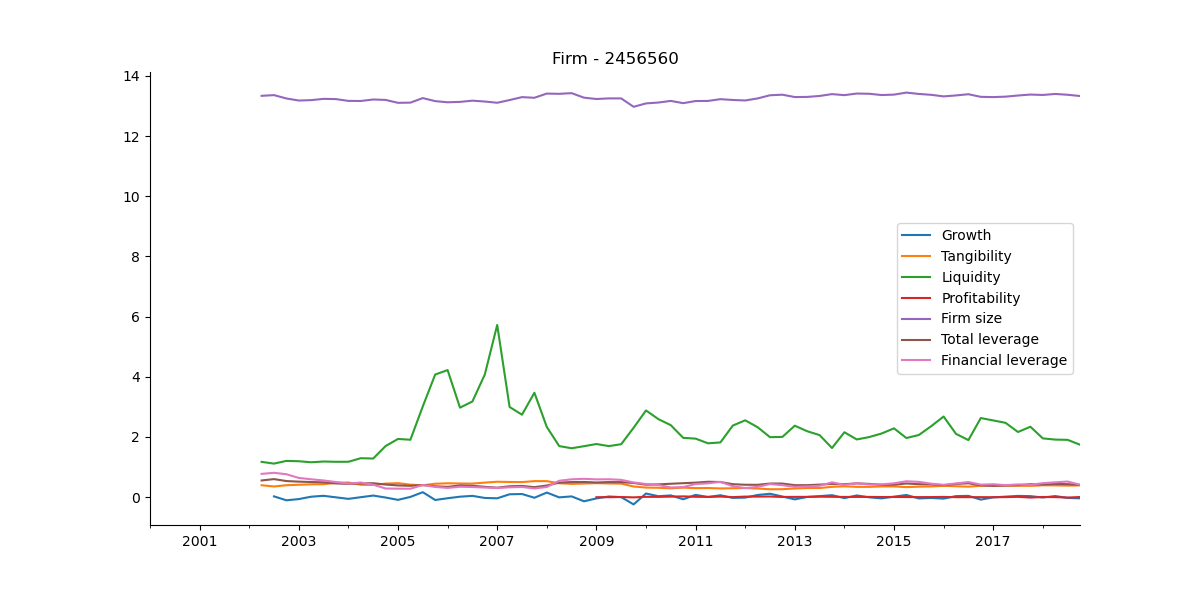 Firm - 2456560
14
12
10
8
6
4
2
0
Growth
Tangibility
Liquidity
Profitability
Firm size
Total leverage
Financial leverage
2001 2003 2005 2007 2009 2011 2013 2015 2017